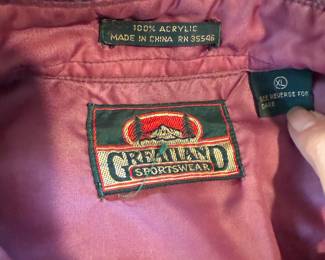 100% ACRYLIC
MADE IN CHINA RN 35546
XL
SEE REVERSE FOR
CARE
GREATLAND
SPORTSWEAR